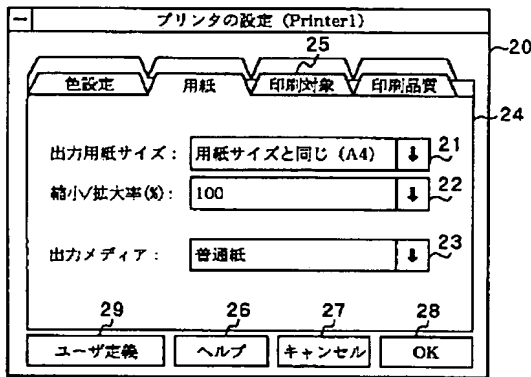 プリンタの設定 (Printer1)
20
25
色設定 用紙 印刷対象 印刷品質
24
出力用紙サイズ： 用紙サイズと同じ (A4) 21
縮小/拡大率(%)： 100 22
出力メディア： 普通紙 23
29 26 27 28
ユーザ定義 ヘルプ キャンセル OK